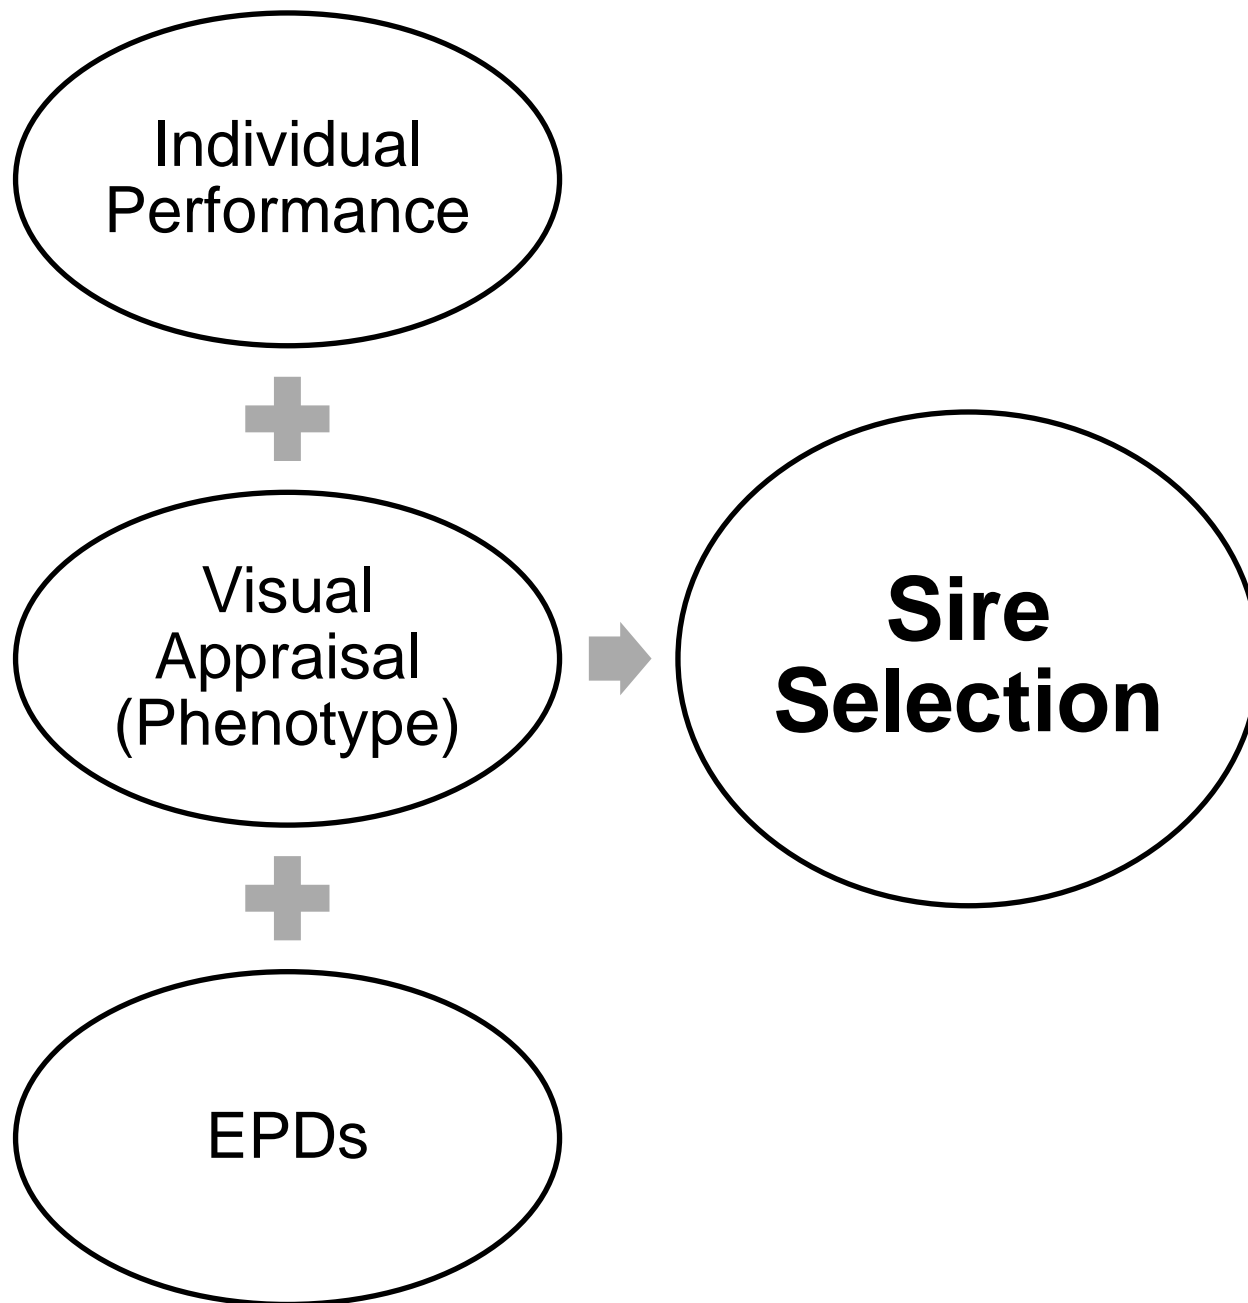 Individual
Performance
Visual
Appraisal
(Phenotype)
EPDs
Sire
Selection